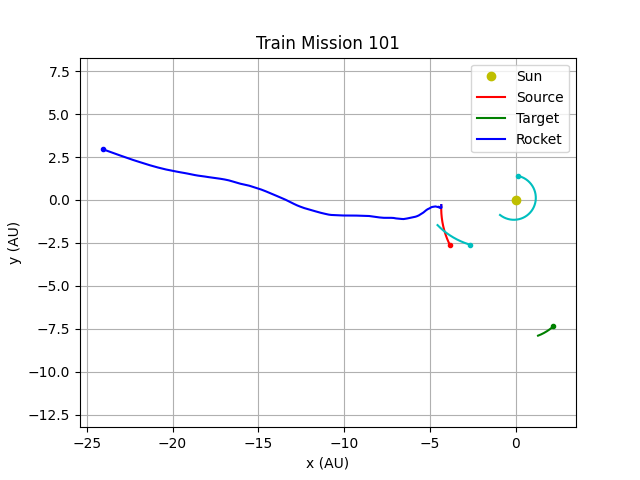 Train Mission 101
Sun
Source
Target
Rocket
7.5
5.0
2.5
0.0
−2.5
−5.0
−7.5
−10.0
−12.5
y (AU)
−25
−20
−15
−10
−5
0
x (AU)